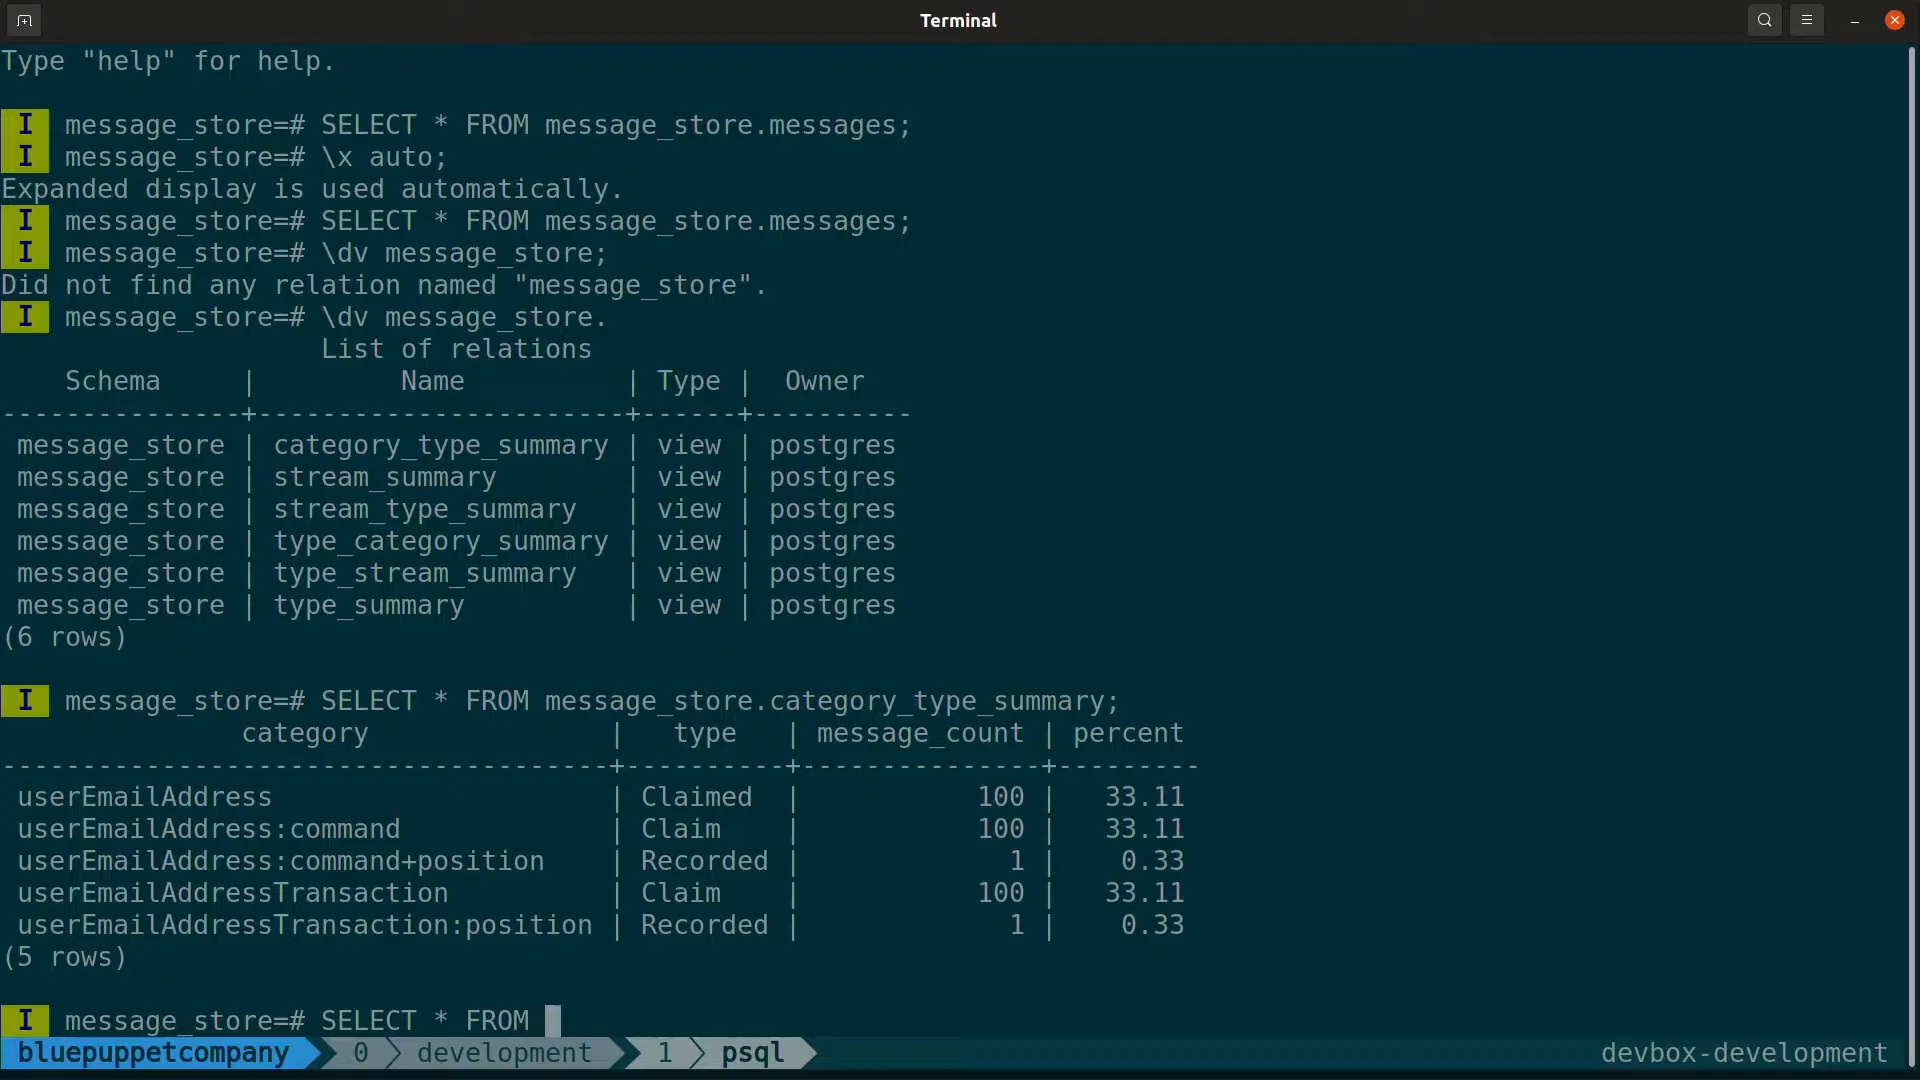 Terminal
Type "help" for help.
I message_store=# SELECT * FROM message_store.messages;
I message_store=# \x auto;
Expanded display is used automatically.
I message_store=# SELECT * FROM message_store.messages;
I message_store=# \dv message_store;
Did not find any relation named "message_store".
I message_store=# \dv message_store.
List of relations
Schema | Name | Type | Owner
---------------+-----------------------+------+----------
message_store | category_type_summary | view | postgres
message_store | stream_summary | view | postgres
message_store | stream_type_summary | view | postgres
message_store | type_category_summary | view | postgres
message_store | type_stream_summary | view | postgres
message_store | type_summary | view | postgres
(6 rows)
I message_store=# SELECT * FROM message_store.category_type_summary;
category | type | message_count | percent
--------------------------------------+----------+---------------+---------
userEmailAddress | Claimed | 100 | 33.11
userEmailAddress:command | Claim | 100 | 33.11
userEmailAddress:command+position | Recorded | 1 | 0.33
userEmailAddressTransaction | Claim | 100 | 33.11
userEmailAddressTransaction:position | Recorded | 1 | 0.33
(5 rows)
I message_store=# SELECT * FROM
bluepuppetcompany 0 development 1 psql devbox-development